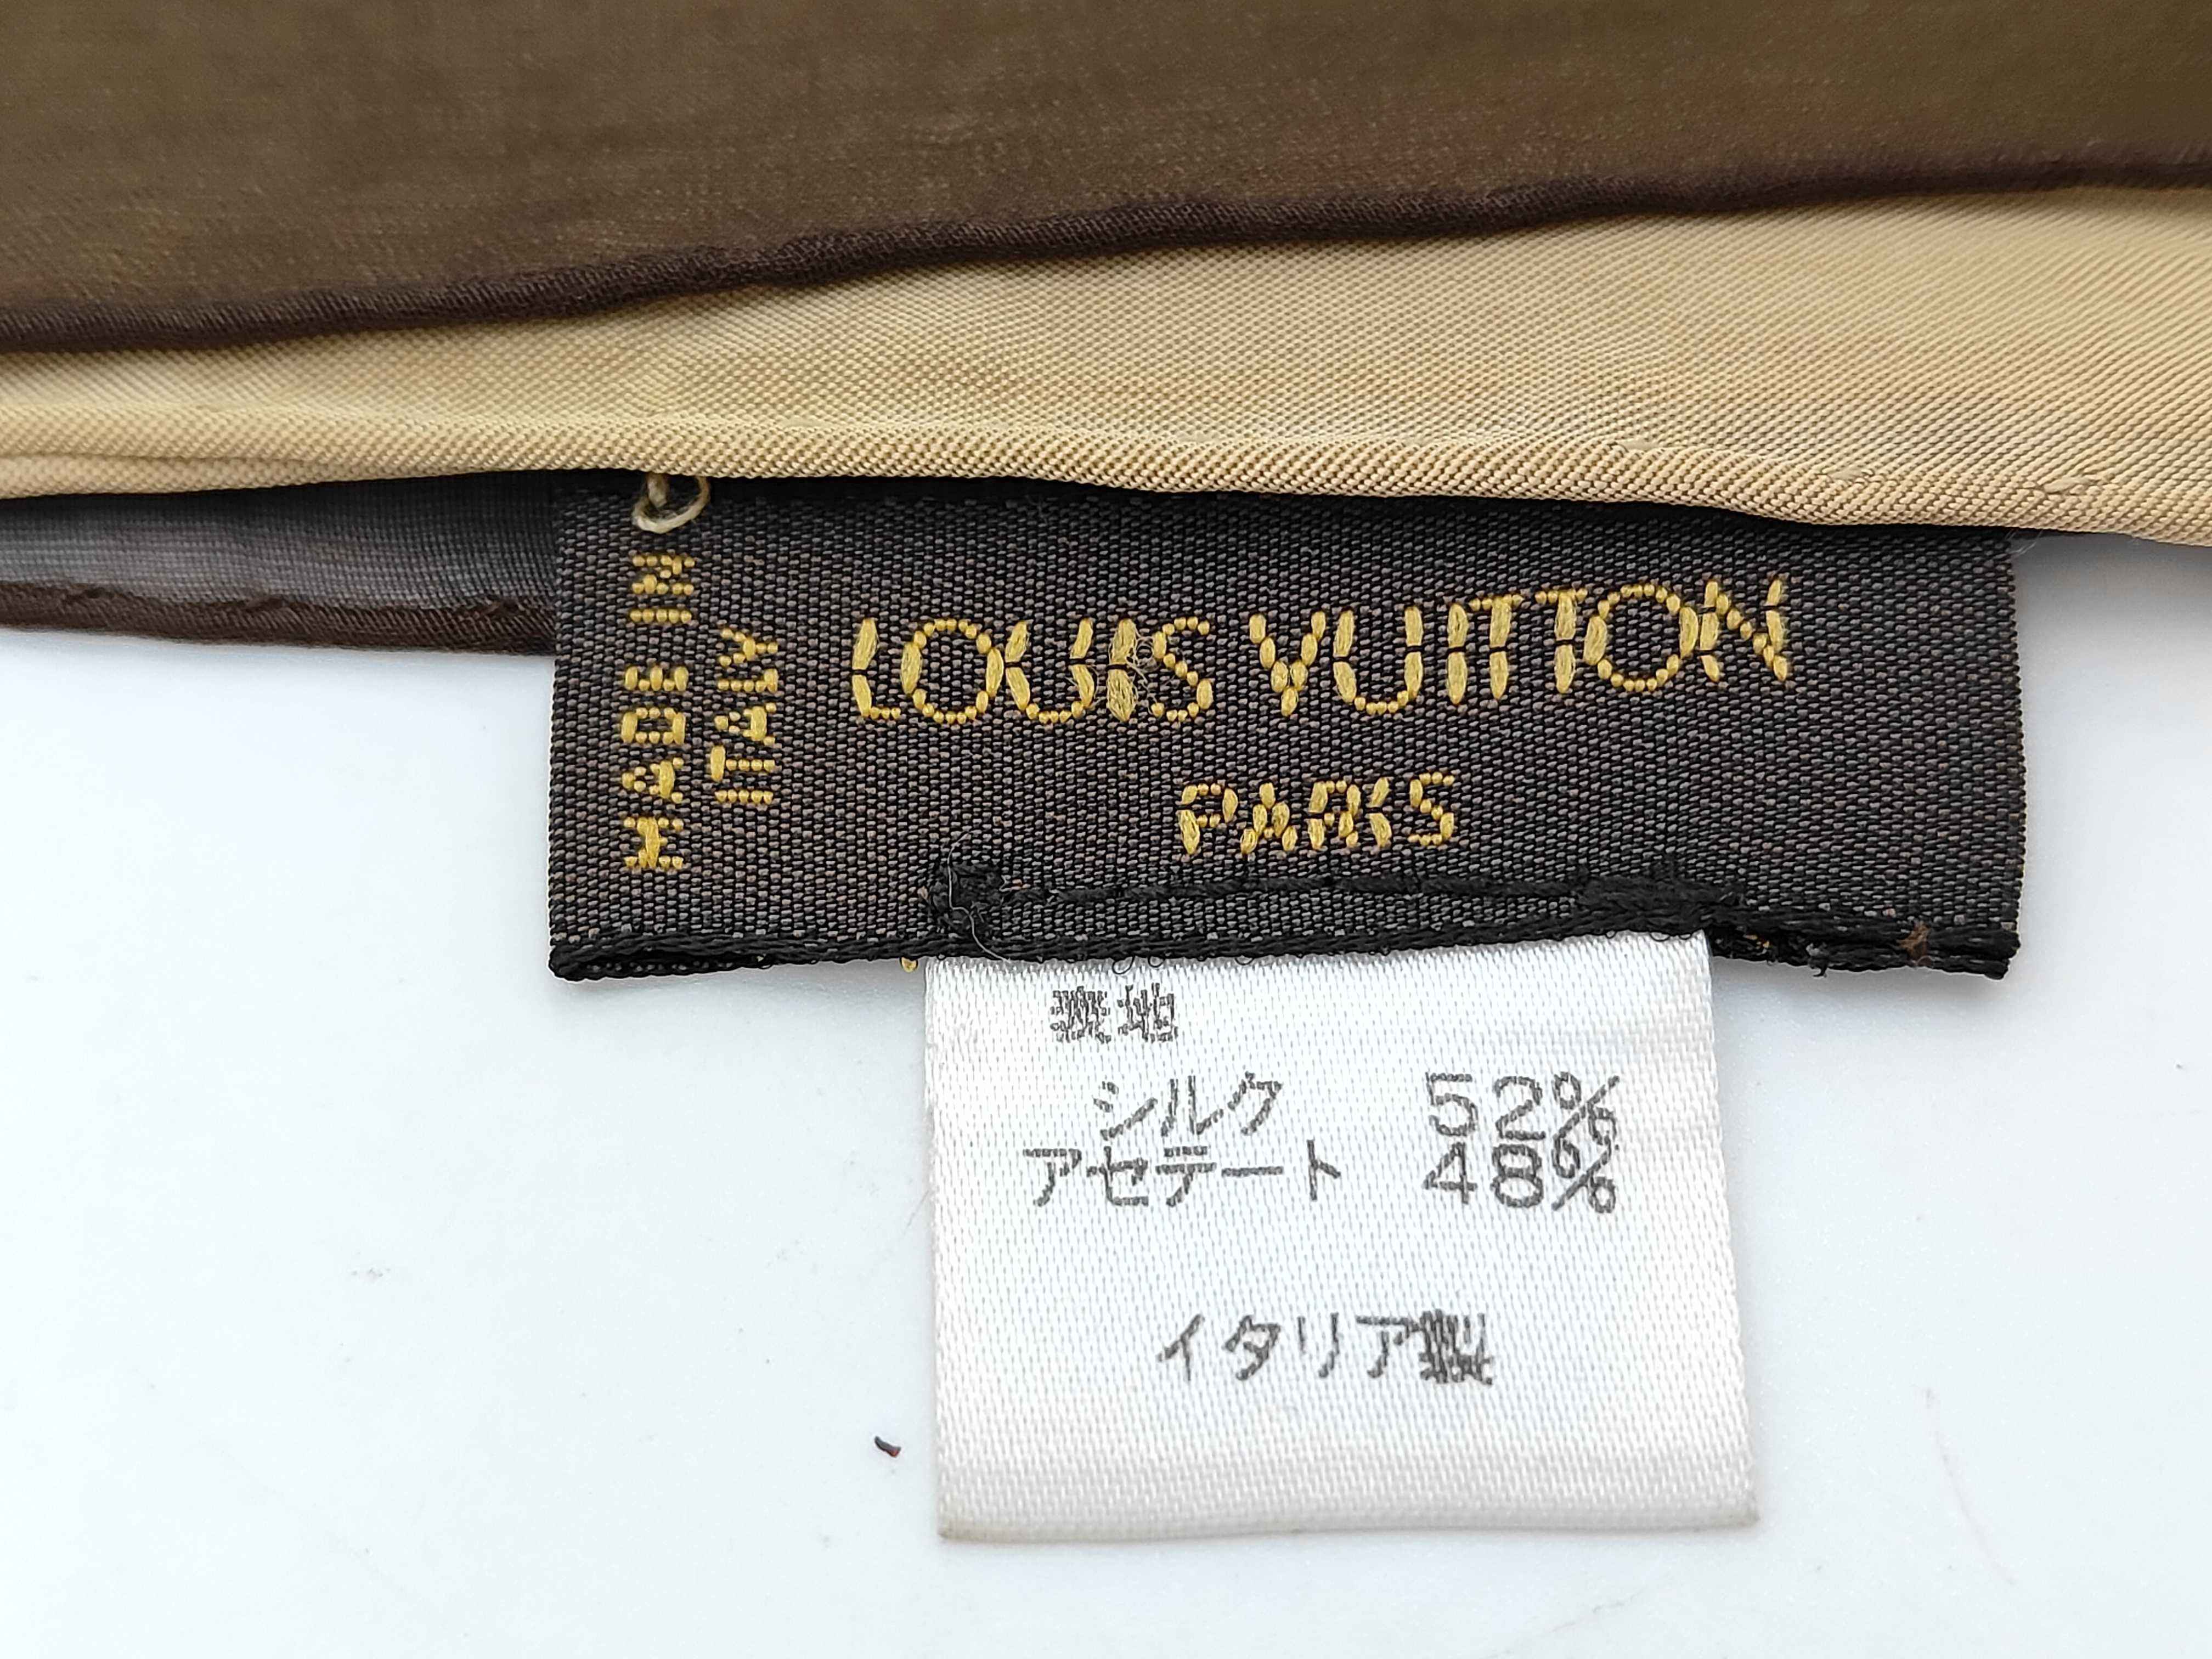 MADE IN
ITALY
LOUIS VUITTON
PARIS
表地
シルク 52%
アセテート 48%
イタリア製